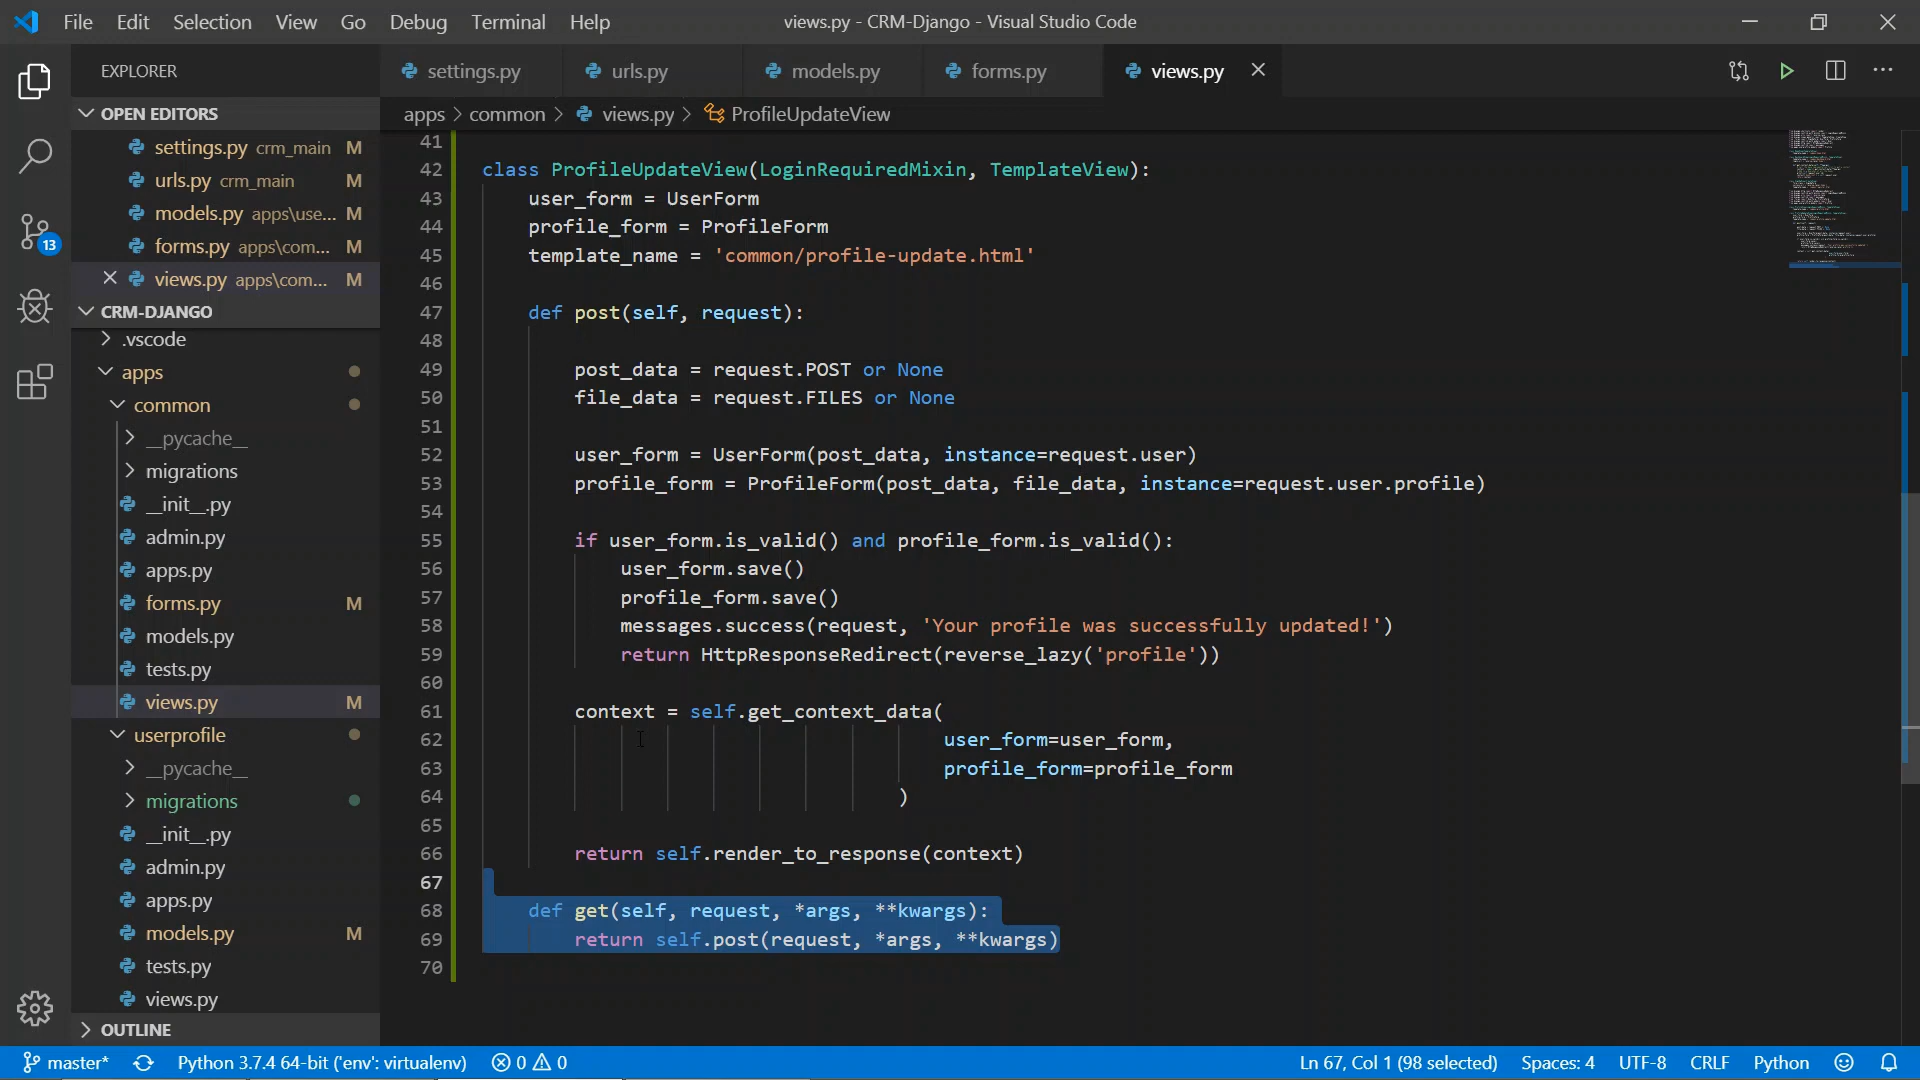 File Edit Selection View Go Debug Terminal Help
views.py - CRM-Django - Visual Studio Code
EXPLORER
settings.py urls.py models.py forms.py views.py
OPEN EDITORS
apps > common > views.py > ProfileUpdateView
settings.py crm_main M
urls.py crm_main M
models.py apps\use... M
forms.py apps\com... M
views.py apps\com... M
CRM-DJANGO
.vscode
apps
common
__pycache__
migrations
__init__.py
admin.py
apps.py
forms.py M
models.py
tests.py
views.py M
userprofile
__pycache__
migrations
__init__.py
admin.py
apps.py
models.py M
tests.py
views.py
OUTLINE
13
41
42 class ProfileUpdateView(LoginRequiredMixin, TemplateView):
43 user_form = UserForm
44 profile_form = ProfileForm
45 template_name = 'common/profile-update.html'
46
47 def post(self, request):
48
49 post_data = request.POST or None
50 file_data = request.FILES or None
51
52 user_form = UserForm(post_data, instance=request.user)
53 profile_form = ProfileForm(post_data, file_data, instance=request.user.profile)
54
55 if user_form.is_valid() and profile_form.is_valid():
56 user_form.save()
57 profile_form.save()
58 messages.success(request, 'Your profile was successfully updated!')
59 return HttpResponseRedirect(reverse_lazy('profile'))
60
61 context = self.get_context_data(
62 user_form=user_form,
63 profile_form=profile_form
64 )
65
66 return self.render_to_response(context)
67
68 def get(self, request, *args, **kwargs):
69 return self.post(request, *args, **kwargs)
70
master* Python 3.7.4 64-bit ('env': virtualenv) 0 0 Ln 67, Col 1 (98 selected) Spaces: 4 UTF-8 CRLF Python